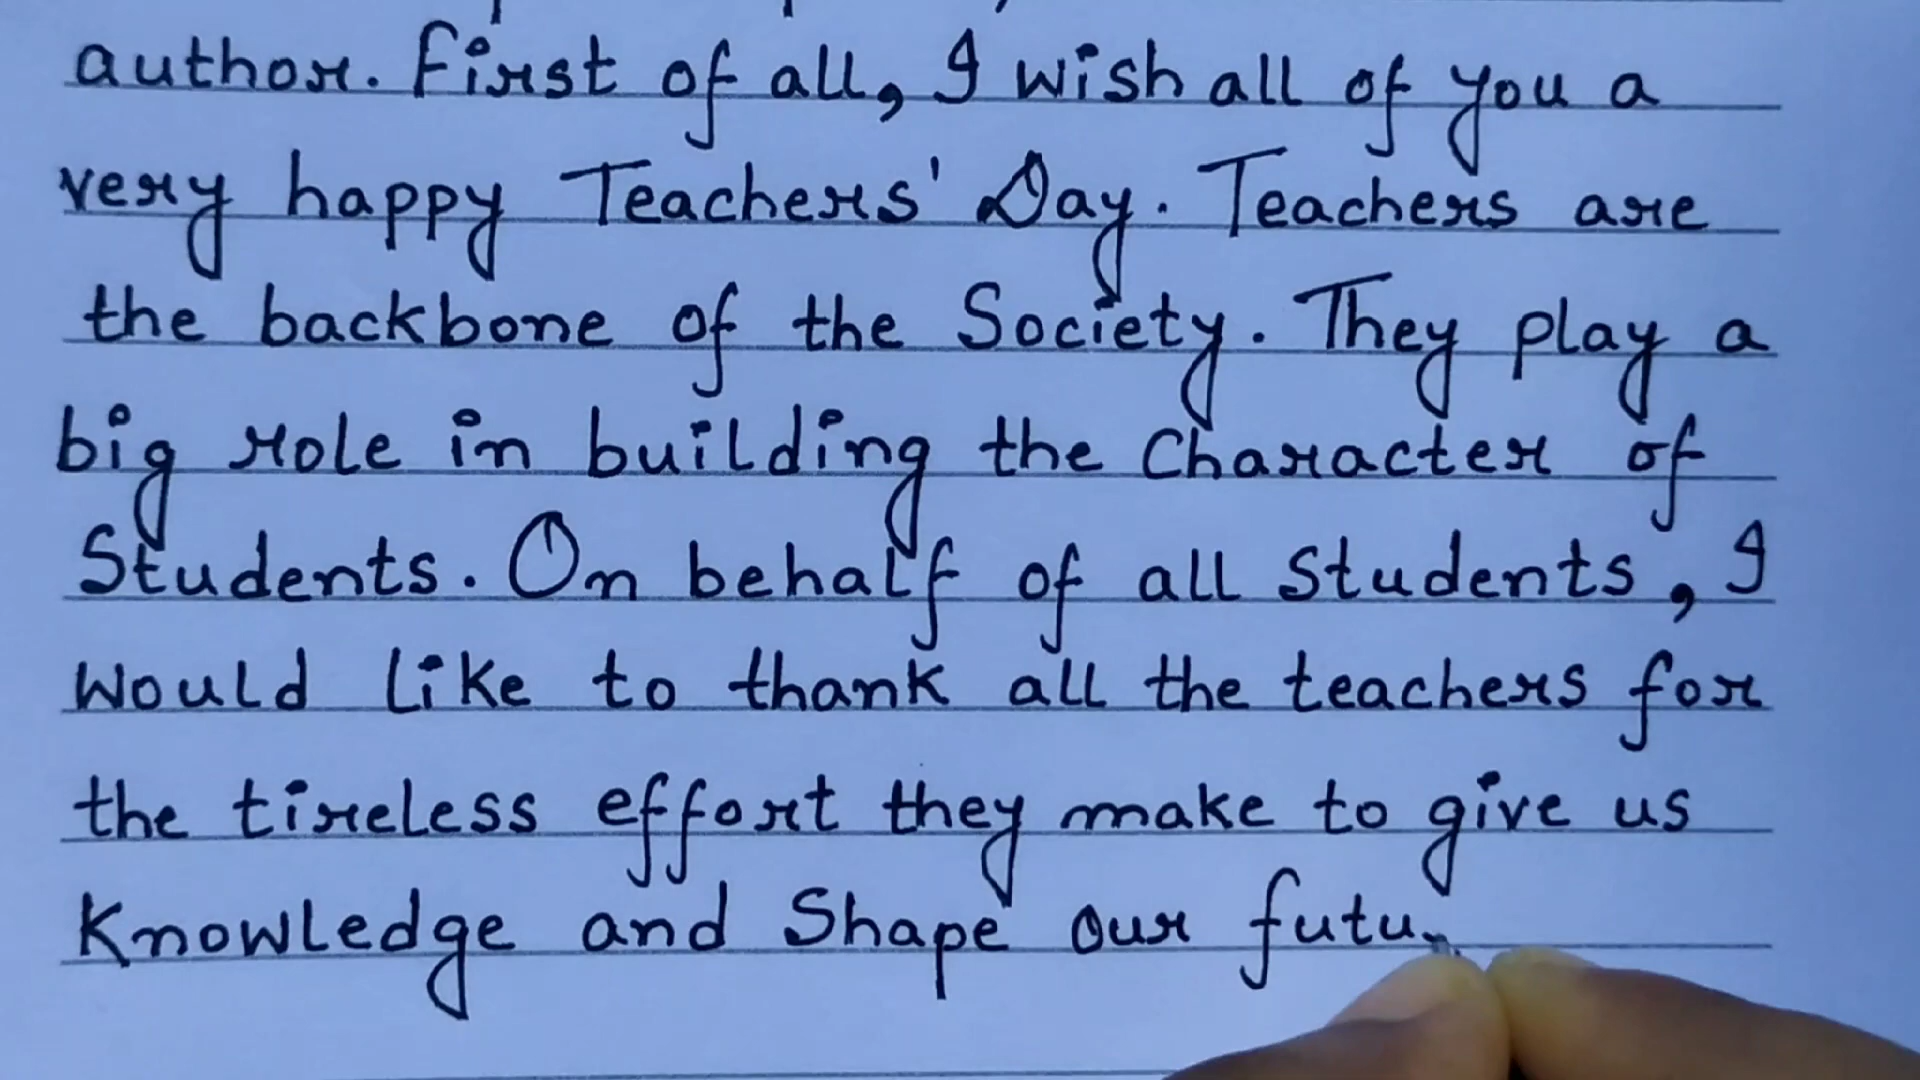 author. First of all, I wish all of you a
very happy Teachers' Day. Teachers are
the backbone of the Society. They play a
big role in building the Character of
Students. On behalf of all students, I
would like to thank all the teachers for
the tireless effort they make to give us
Knowledge and Shape our futu